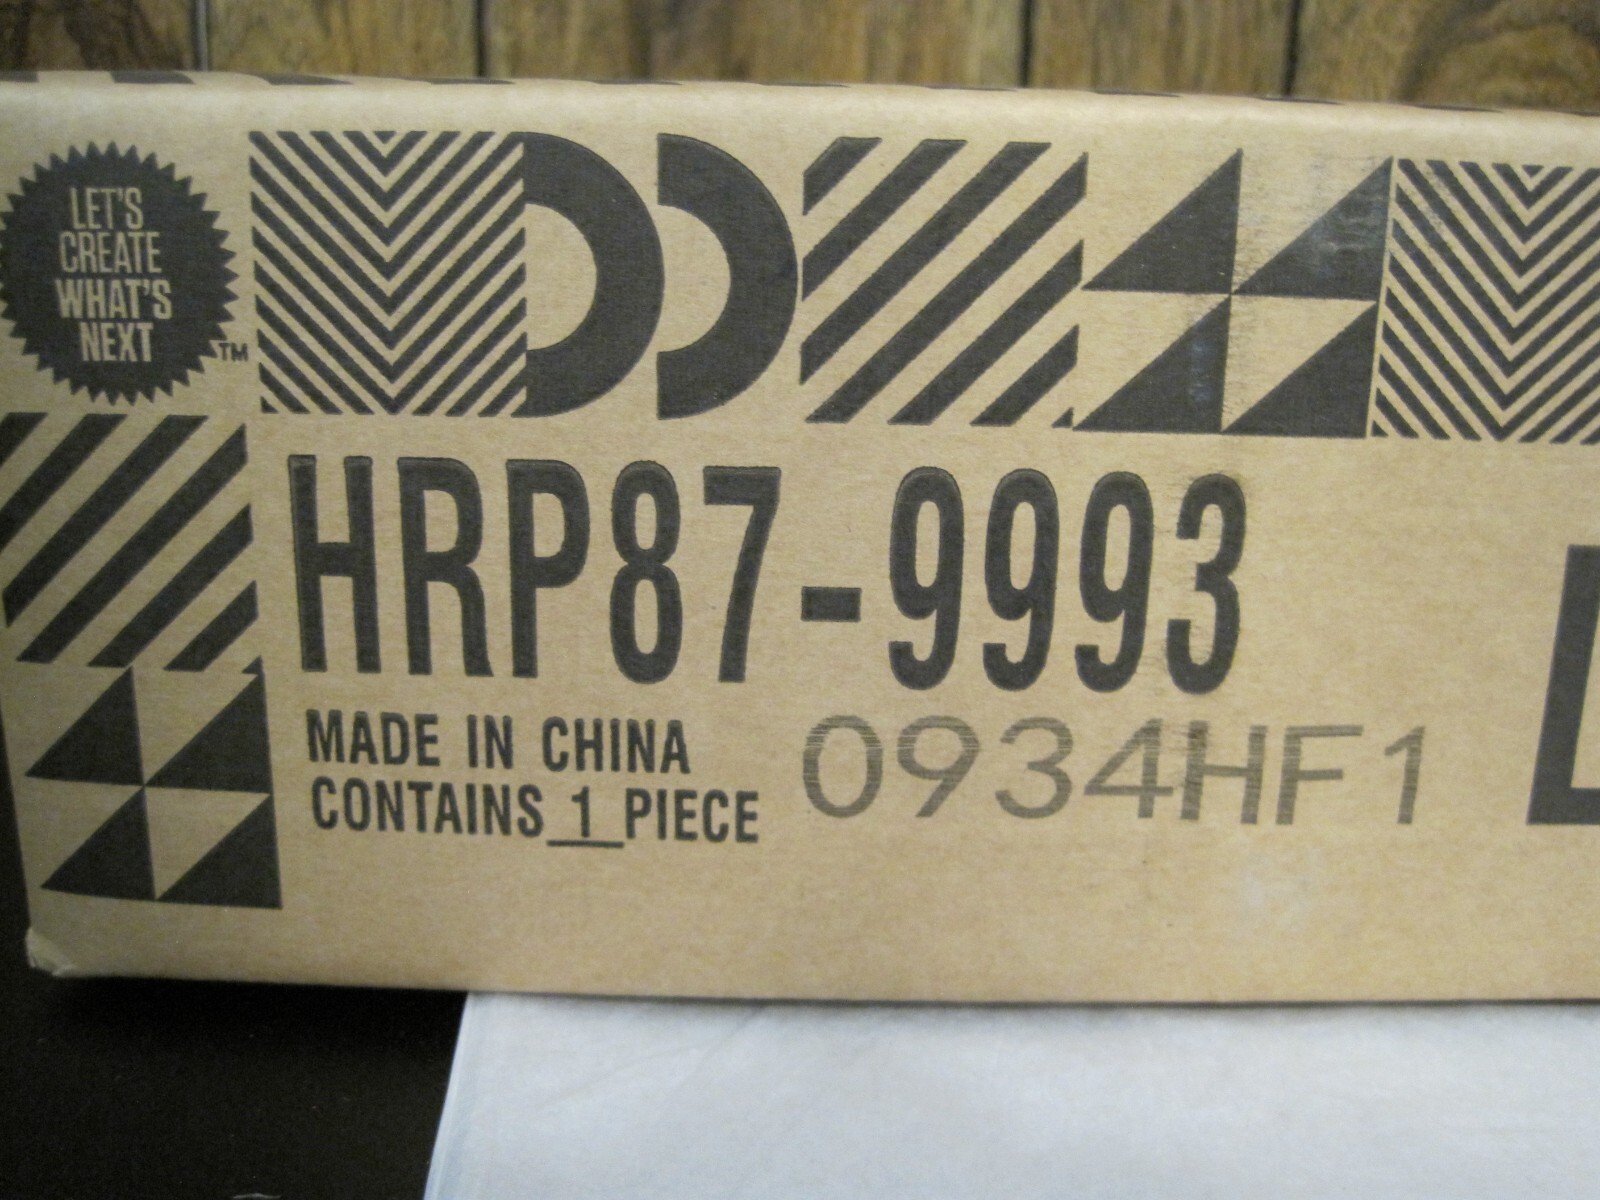 LET'S
CREATE
WHAT'S
NEXT
TM
HRP87-9993
MADE IN CHINA
CONTAINS 1 PIECE
0934HF1